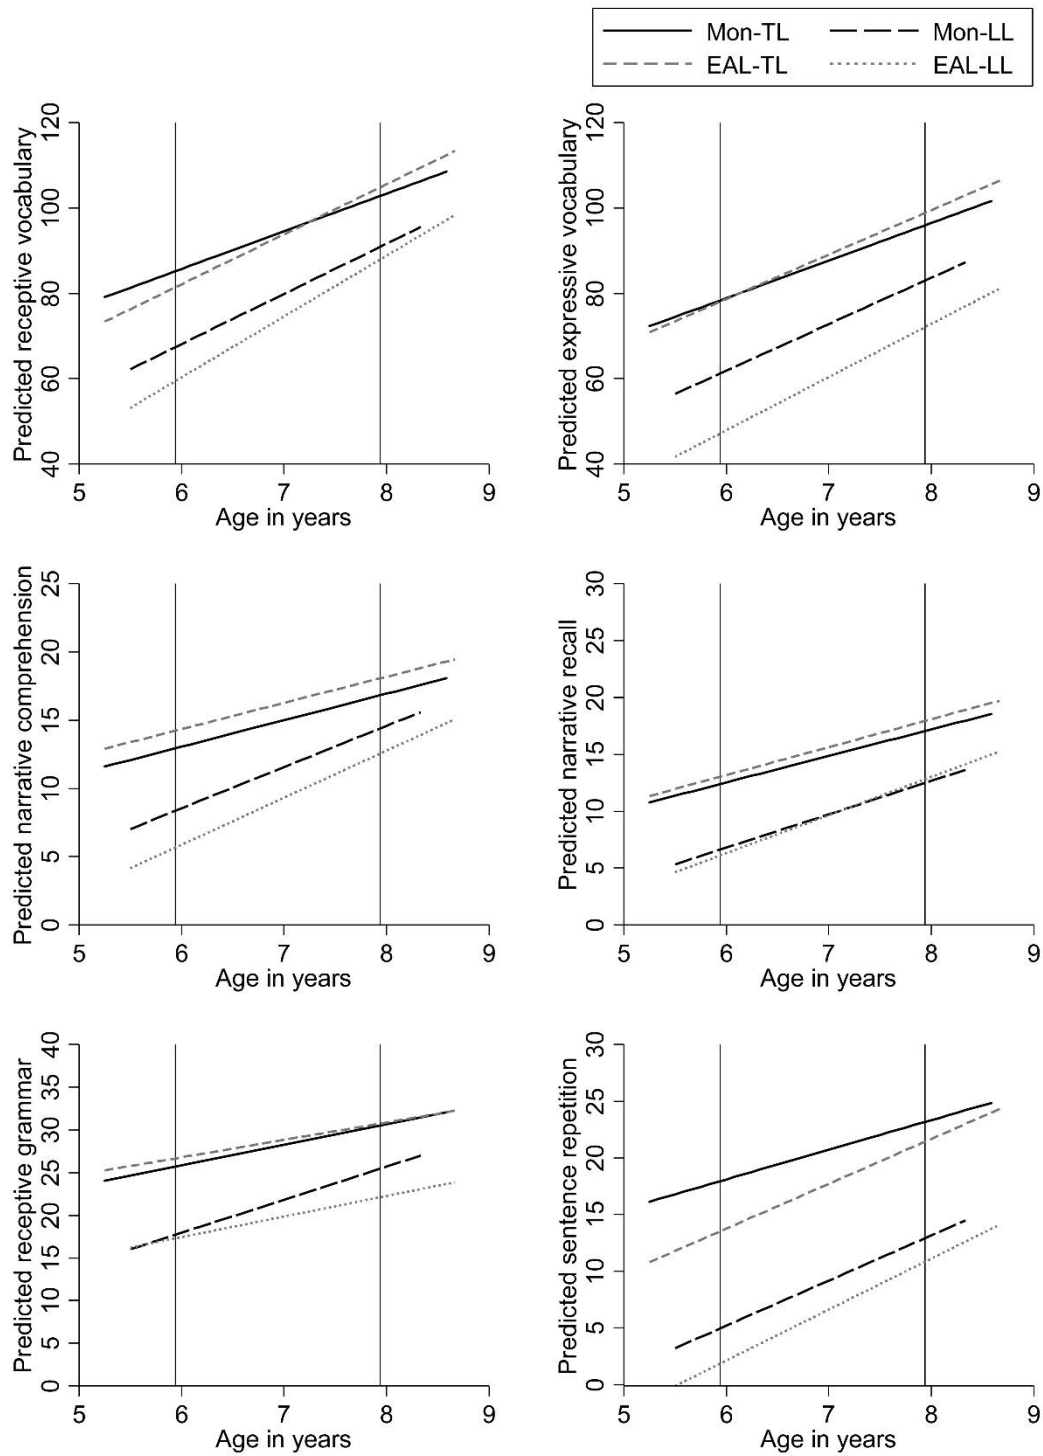 Mon-TL Mon-LL
EAL-TL EAL-LL
Predicted receptive vocabulary
120
100
80
60
40
5 6 7 8 9
Age in years
Predicted expressive vocabulary
120
100
80
60
40
5 6 7 8 9
Age in years
Predicted narrative comprehension
25
20
15
10
5
0
5 6 7 8 9
Age in years
Predicted narrative recall
30
25
20
15
10
5
0
5 6 7 8 9
Age in years
Predicted receptive grammar
40
35
30
25
20
15
10
5
0
5 6 7 8 9
Age in years
Predicted sentence repetition
30
25
20
15
10
5
0
5 6 7 8 9
Age in years